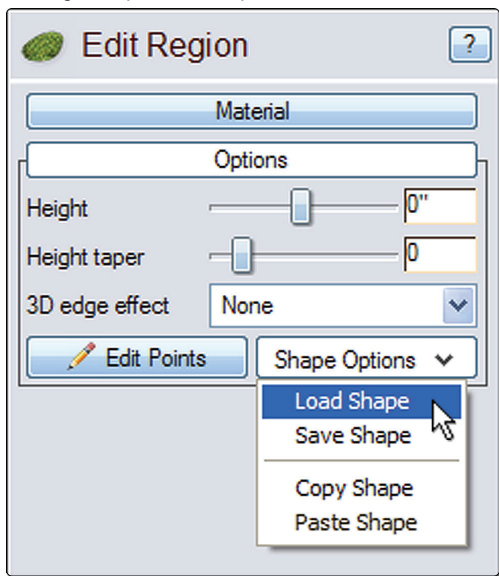 Edit Region
?
Material
Options
Height
0"
Height taper
0
3D edge effect
None
Edit Points
Shape Options
Load Shape
Save Shape
Copy Shape
Paste Shape